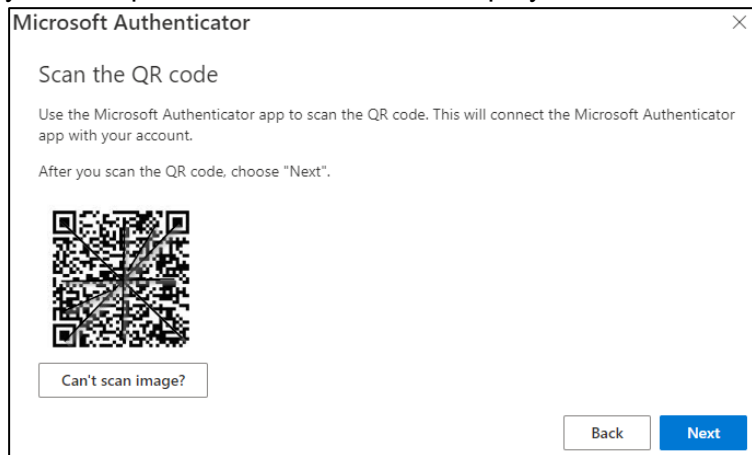 Microsoft Authenticator
Scan the QR code
Use the Microsoft Authenticator app to scan the QR code. This will connect the Microsoft Authenticator
app with your account.
After you scan the QR code, choose "Next".
Can't scan image?
Back Next